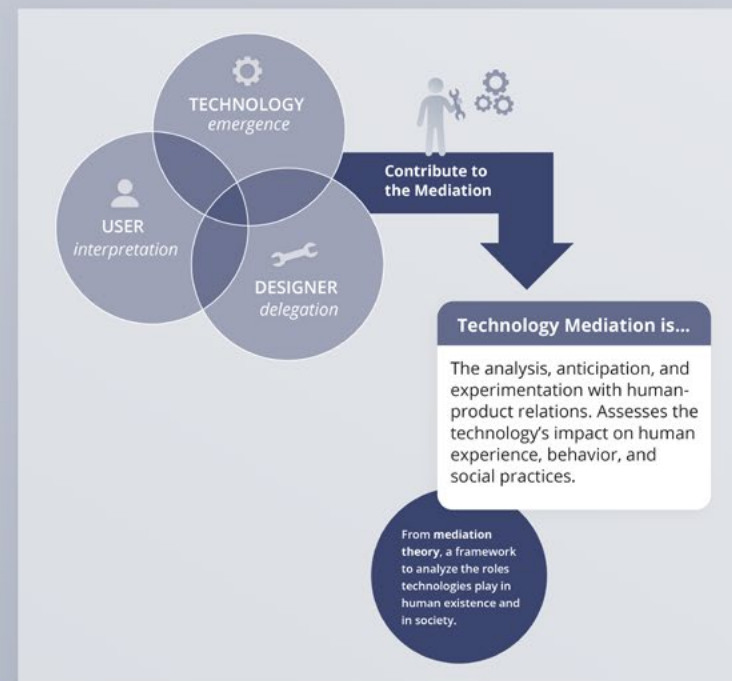 TECHNOLOGY
emergence
USER
interpretation
DESIGNER
delegation
Contribute to
the Mediation
Technology Mediation is...
The analysis, anticipation, and
experimentation with human-
product relations. Assesses the
technology’s impact on human
experience, behavior, and
social practices.
From mediation
theory, a framework
to analyze the roles
technologies play in
human existence and
in society.